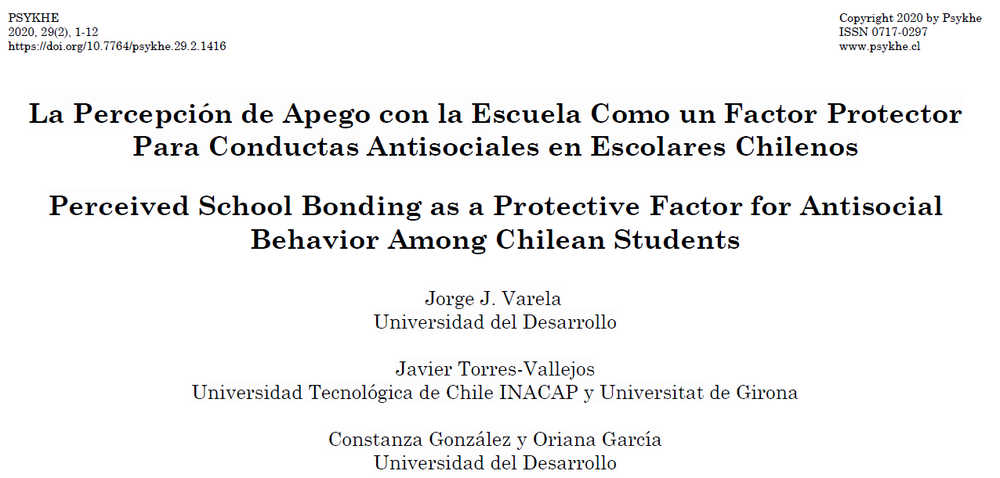 PSYKHE
2020, 29(2), 1-12
https://doi.org/10.7764/psykhe.29.2.1416
Copyright 2020 by Psykhe
ISSN 0717-0297
www.psykhe.cl
La Percepción de Apego con la Escuela Como un Factor Protector
Para Conductas Antisociales en Escolares Chilenos
Perceived School Bonding as a Protective Factor for Antisocial
Behavior Among Chilean Students
Jorge J. Varela
Universidad del Desarrollo
Javier Torres-Vallejos
Universidad Tecnológica de Chile INACAP y Universitat de Girona
Constanza González y Oriana García
Universidad del Desarrollo